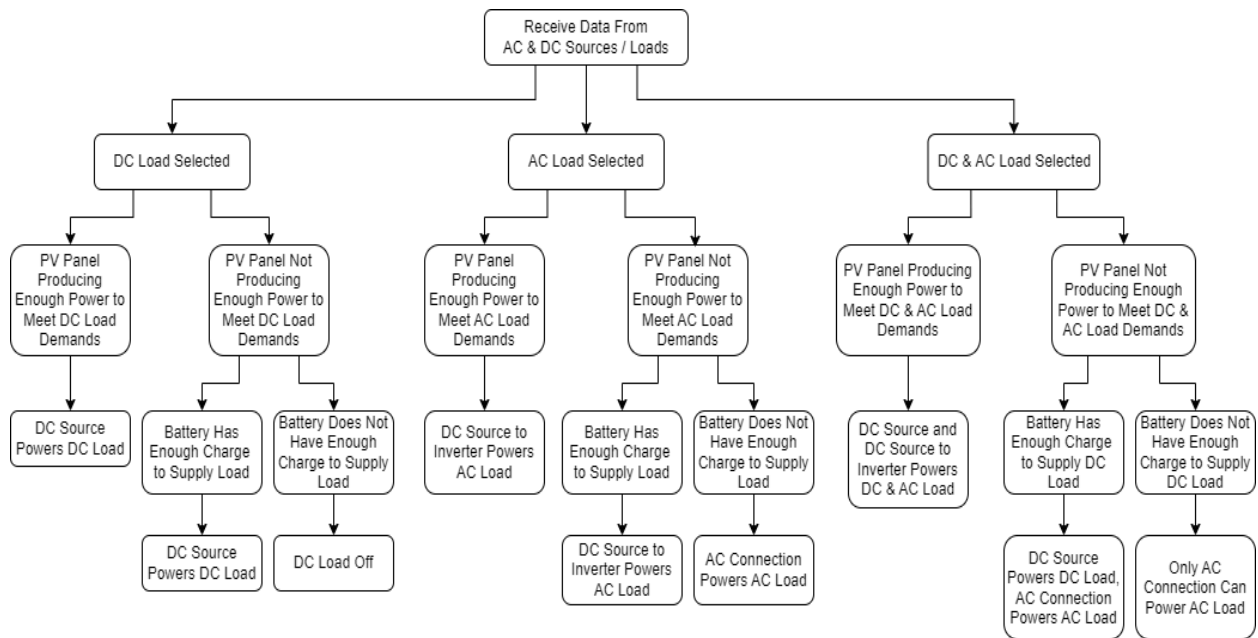 Receive Data From
AC & DC Sources / Loads
DC Load Selected
AC Load Selected
DC & AC Load Selected
PV Panel
Producing
Enough Power to
Meet DC Load
Demands
PV Panel Not
Producing
Enough Power to
Meet DC Load
Demands
PV Panel
Producing
Enough Power to
Meet AC Load
Demands
PV Panel Not
Producing
Enough Power to
Meet AC Load
Demands
PV Panel Producing
Enough Power to
Meet DC & AC Load
Demands
PV Panel Not
Producing Enough
Power to Meet DC &
AC Load Demands
DC Source
Powers DC Load
Battery Has
Enough Charge
to Supply Load
Battery Does Not
Have Enough
Charge to Supply
Load
DC Source to
Inverter Powers
AC Load
Battery Has
Enough Charge
to Supply Load
Battery Does Not
Have Enough
Charge to Supply
Load
DC Source and
DC Source to
Inverter Powers
DC & AC Load
Battery Has
Enough Charge
to Supply DC
Load
Battery Does Not
Have Enough
Charge to Supply
DC Load
DC Source
Powers DC Load
DC Load Off
DC Source to
Inverter Powers
AC Load
AC Connection
Powers AC Load
DC Source
Powers DC Load,
AC Connection
Powers AC Load
Only AC
Connection Can
Power AC Load